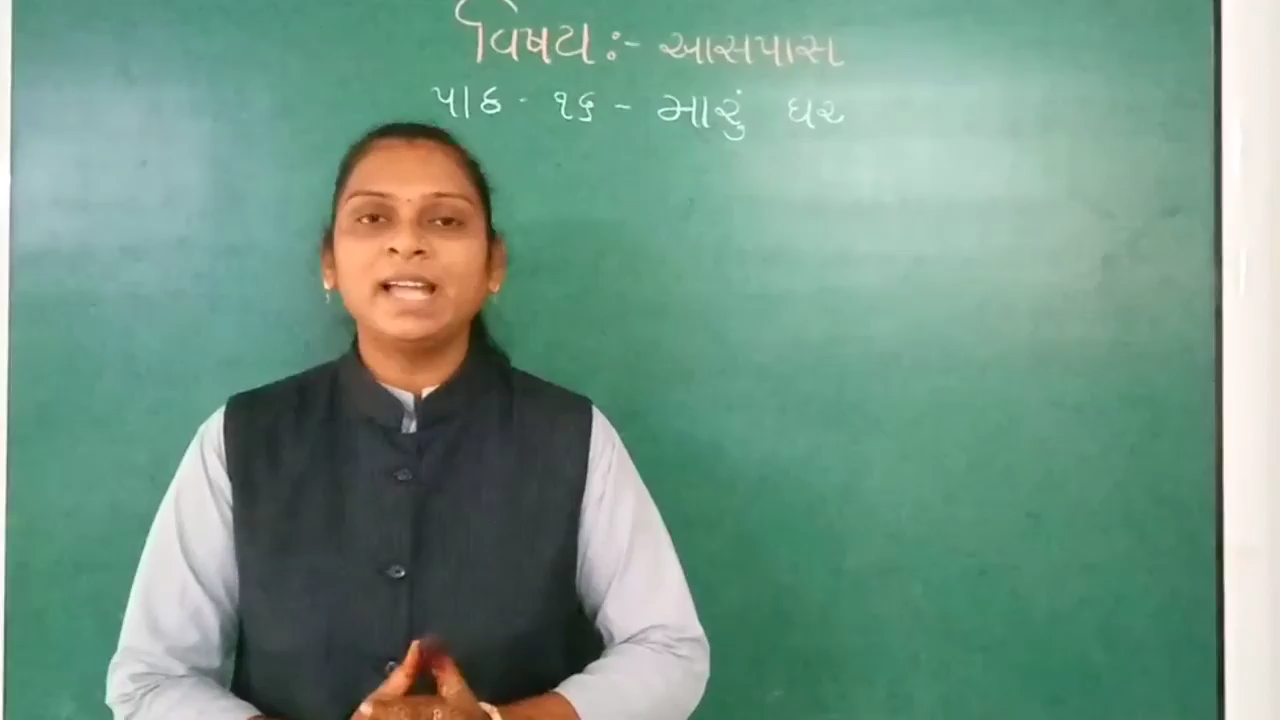 વિષય :- આસપાસ
પાઠ - ૧૬ - મારું ઘર